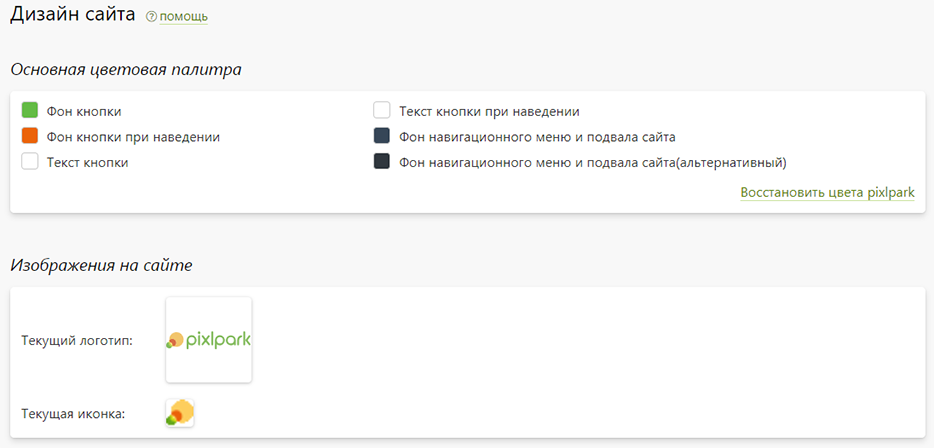 Дизайн сайта ? помощь
Основная цветовая палитра
Фон кнопки
Фон кнопки при наведении
Текст кнопки
Текст кнопки при наведении
Фон навигационного меню и подвала сайта
Фон навигационного меню и подвала сайта(альтернативный)
Восстановить цвета pixlpark
Изображения на сайте
Текущий логотип:
pixlpark
Текущая иконка: